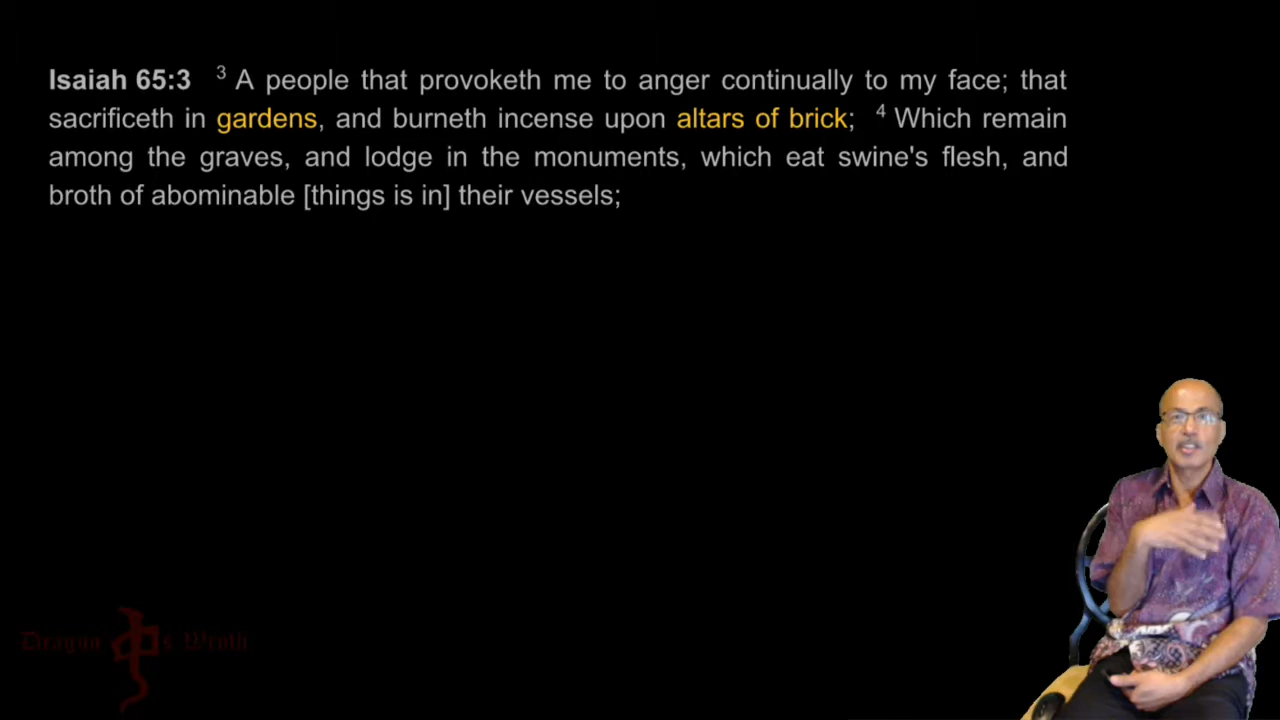 Isaiah 65:3 ³ A people that provoketh me to anger continually to my face; that
sacrificeth in gardens, and burneth incense upon altars of brick; ⁴ Which remain
among the graves, and lodge in the monuments, which eat swine's flesh, and
broth of abominable [things is in] their vessels;
Dragon s Wroth